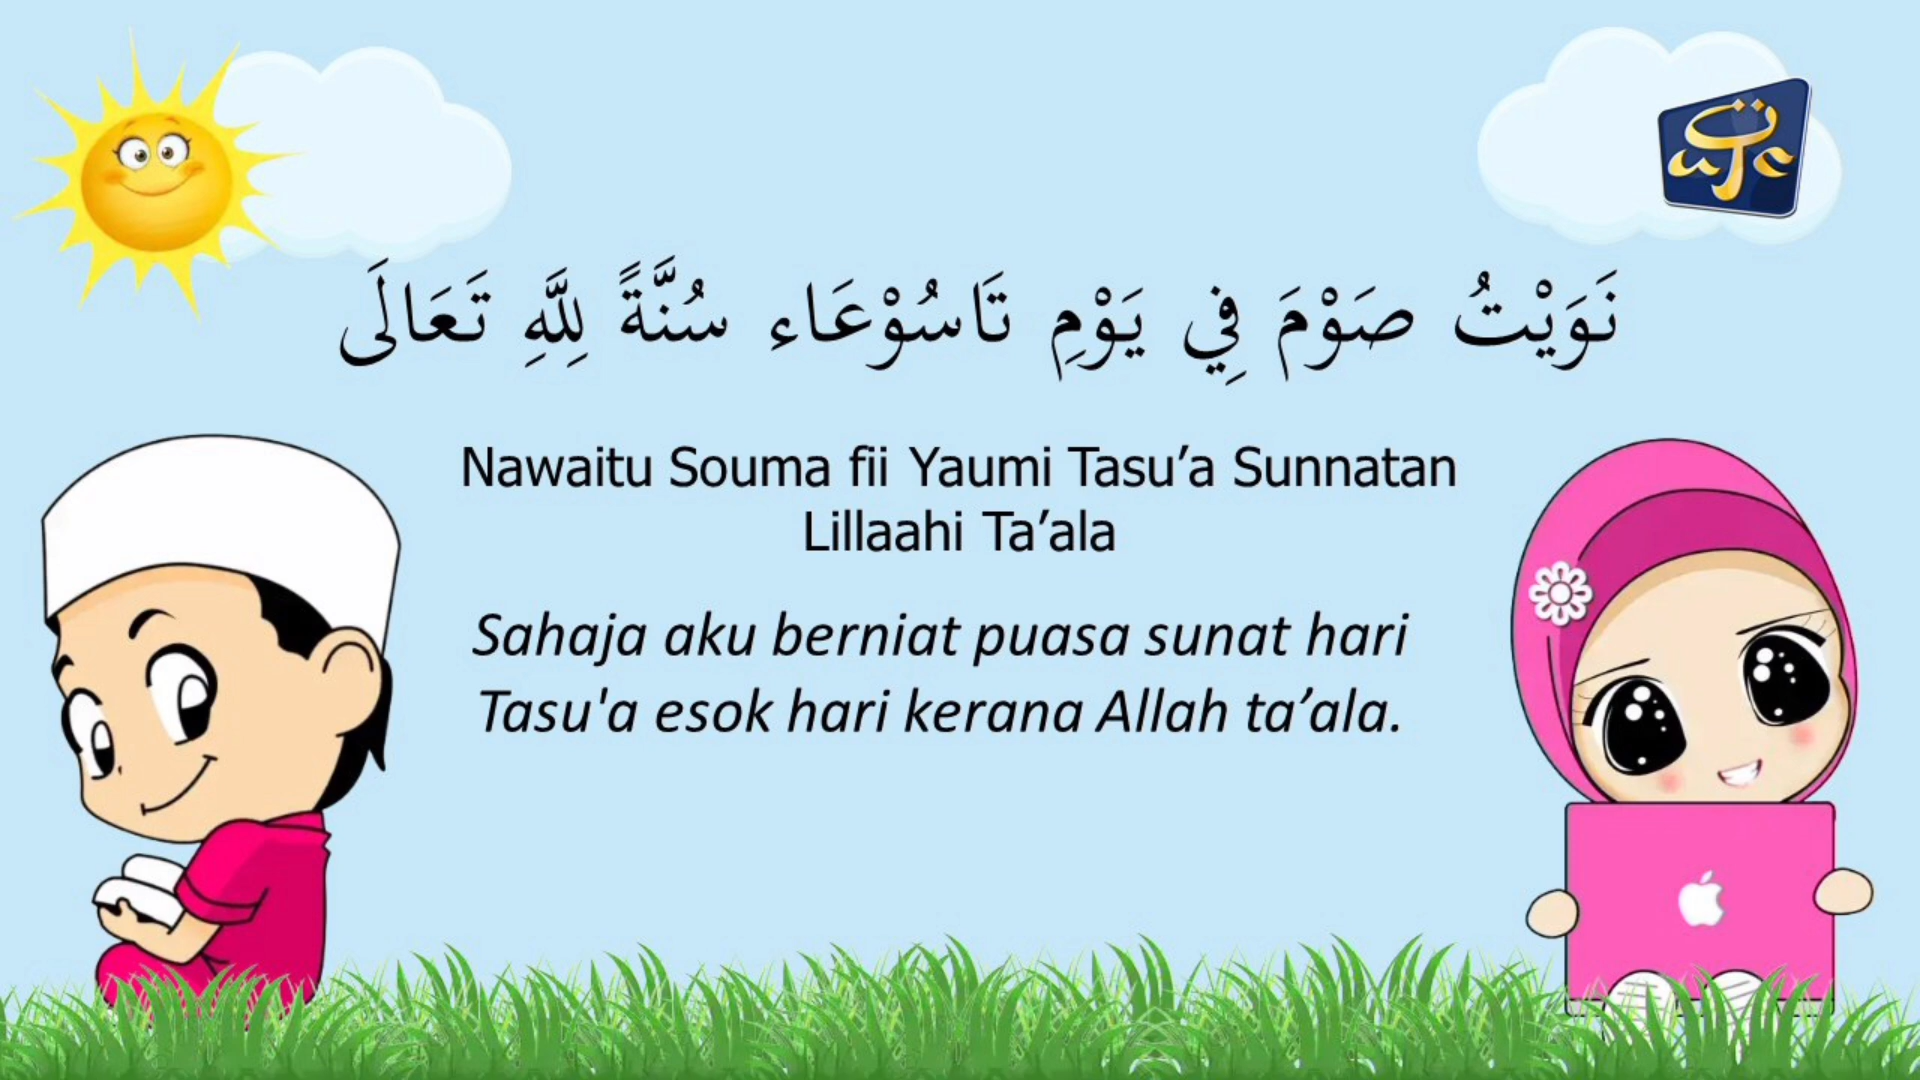 نَوَيْتُ صَوْمَ فِي يَوْمِ تَاسُوْعَاء سُنَّةً لِلَّهِ تَعَالَى
Nawaitu Souma fii Yaumi Tasu’a Sunnatan
Lillaahi Ta’ala
Sahaja aku berniat puasa sunat hari
Tasu'a esok hari kerana Allah ta’ala.